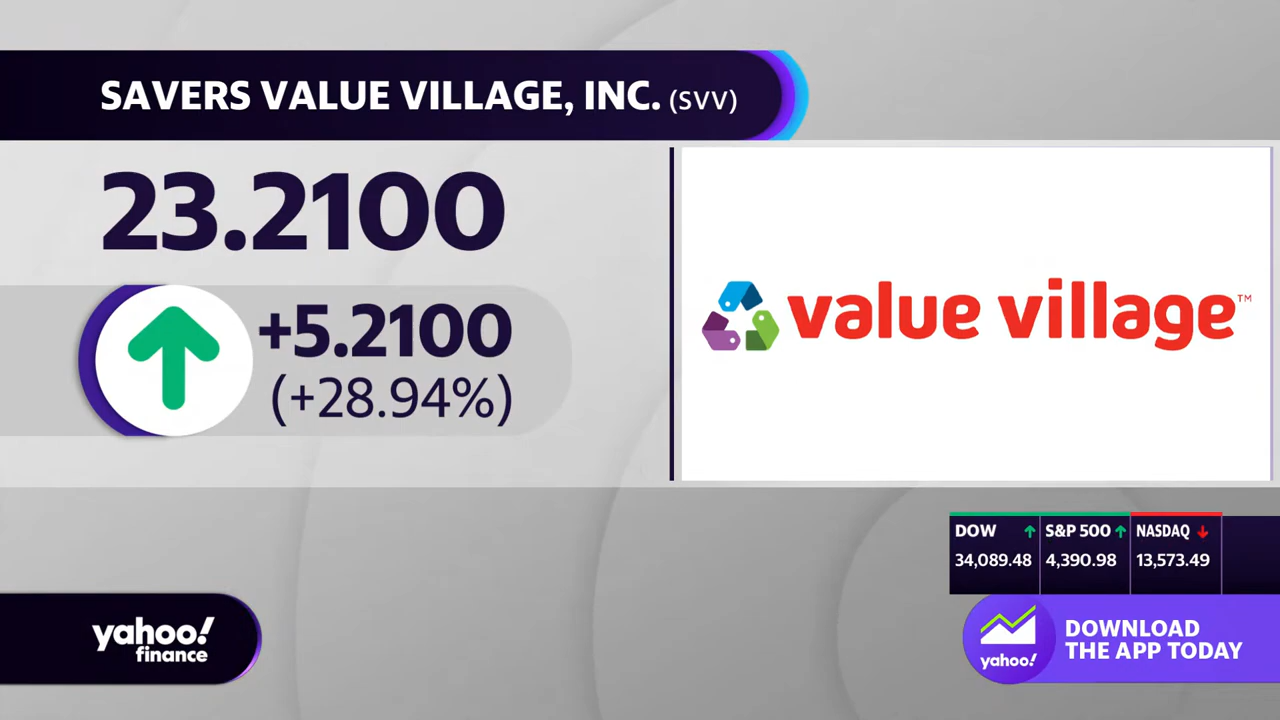 SAVERS VALUE VILLAGE, INC. (SVV)
23.2100
+5.2100
(+28.94%)
value village™
DOW
34,089.48
S&P 500
4,390.98
NASDAQ
13,573.49
yahoo!
finance
yahoo!
DOWNLOAD
THE APP TODAY